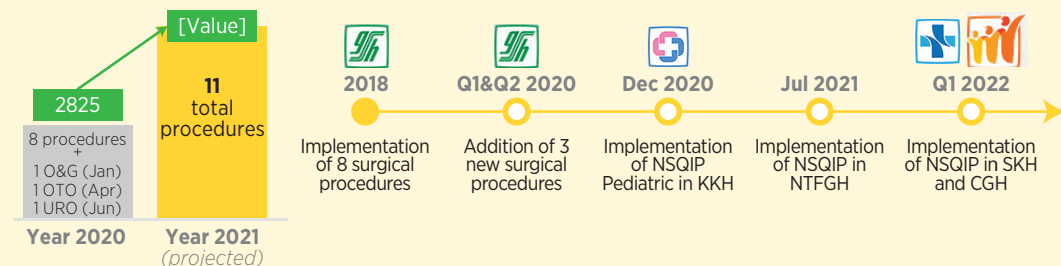 [Value]
2825
11
total
procedures
8 procedures
+
1 O&G (Jan)
1 OTO (Apr)
1 URO (Jun)
Year 2020
Year 2021
(projected)
2018
Implementation
of 8 surgical
procedures
Q1&Q2 2020
Addition of 3
new surgical
procedures
Dec 2020
Implementation
of NSQIP
Pediatric in KKH
Jul 2021
Implementation
of NSQIP in
NTFGH
Q1 2022
Implementation
of NSQIP in SKH
and CGH